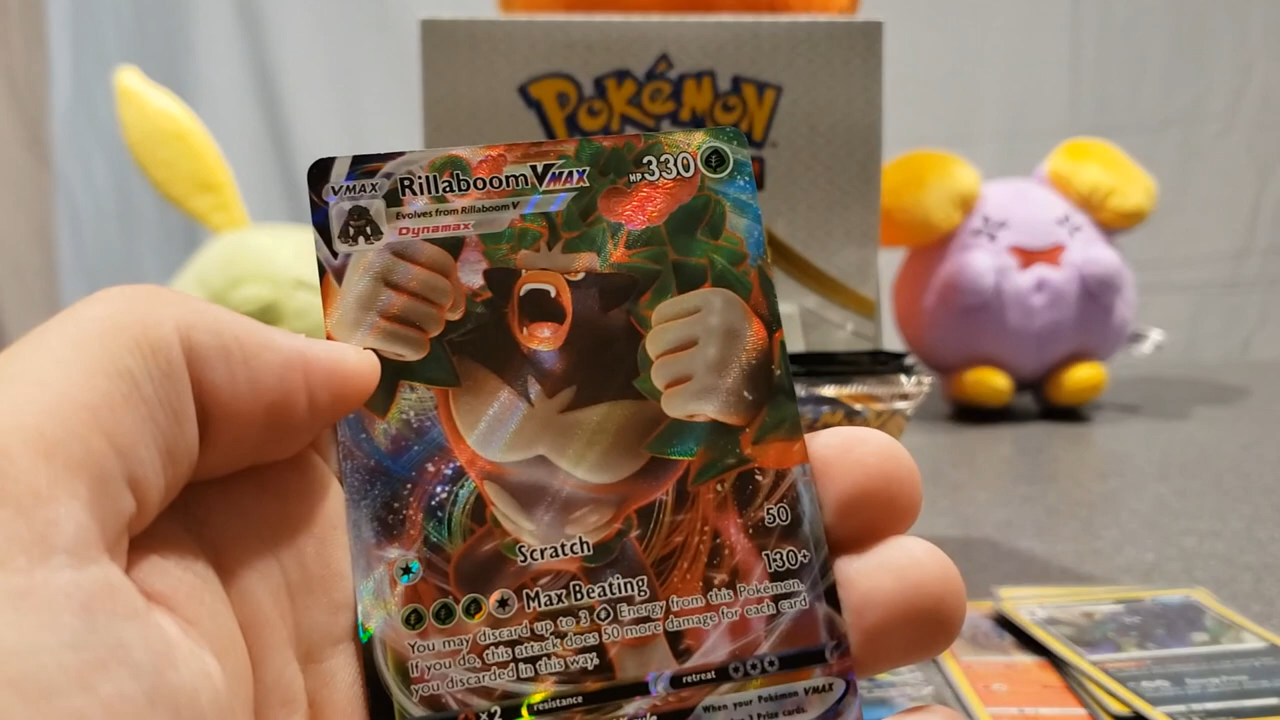 POKéMON
VMAX Rillaboom VMAX HP 330
Evolves from Rillaboom V
Dynamax
Scratch 50
Max Beating 130+
You may discard up to 3 Energy from this Pokémon.
If you do, this attack does 50 more damage for each card
you discarded in this way.
×2 resistance retreat
When your Pokémon VMAX
3 Prize cards.